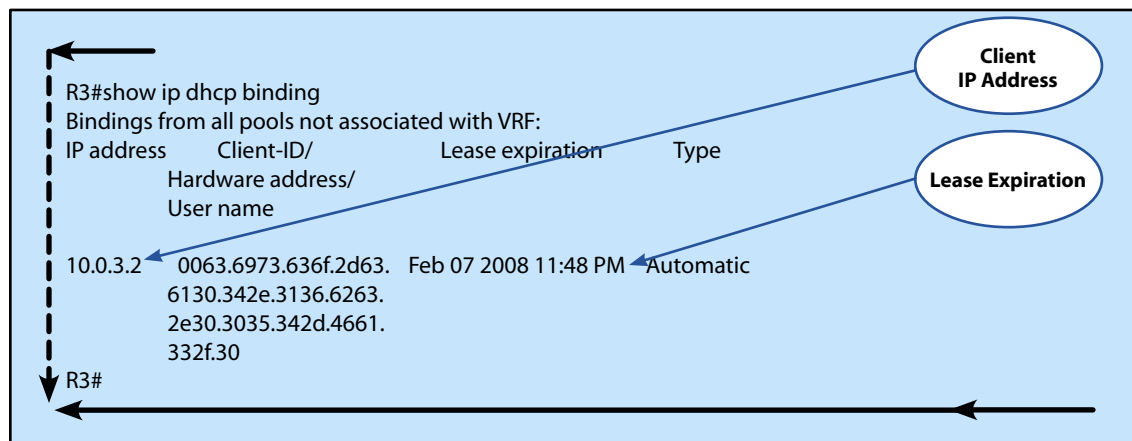 Client
IP Address
R3#show ip dhcp binding
Bindings from all pools not associated with VRF:
IP address Client-ID/ Lease expiration Type
Hardware address/
User name
Lease Expiration
10.0.3.2 0063.6973.636f.2d63. Feb 07 2008 11:48 PM Automatic
6130.342e.3136.6263.
2e30.3035.342d.4661.
332f.30
R3#